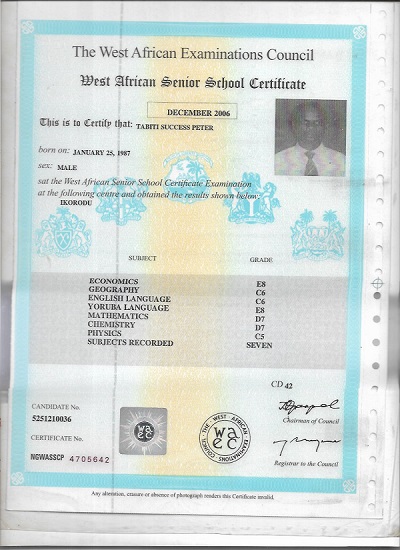 The West African Examinations Council
West African Senior School Certificate
DECEMBER 2006
This is to Certify that: TABITI SUCCESS PETER
born on: JANUARY 25, 1987
sex: MALE
sat the West African Senior School Certificate Examination
at the following centre and obtained the results shown below:
IKORODU
SUBJECT GRADE
ECONOMICS E8
GEOGRAPHY C6
ENGLISH LANGUAGE C6
YORUBA LANGUAGE E8
MATHEMATICS D7
CHEMISTRY D7
PHYSICS C5
SUBJECTS RECORDED SEVEN
CD 42
CANDIDATE No.
5251210036
Chairman of Council
CERTIFICATE No.
NGWASSCP 4705642
waec
THE WEST AFRICAN EXAMINATIONS COUNCIL
waec
Registrar to the Council
Any alteration, erasure or absence of photograph renders this Certificate invalid.